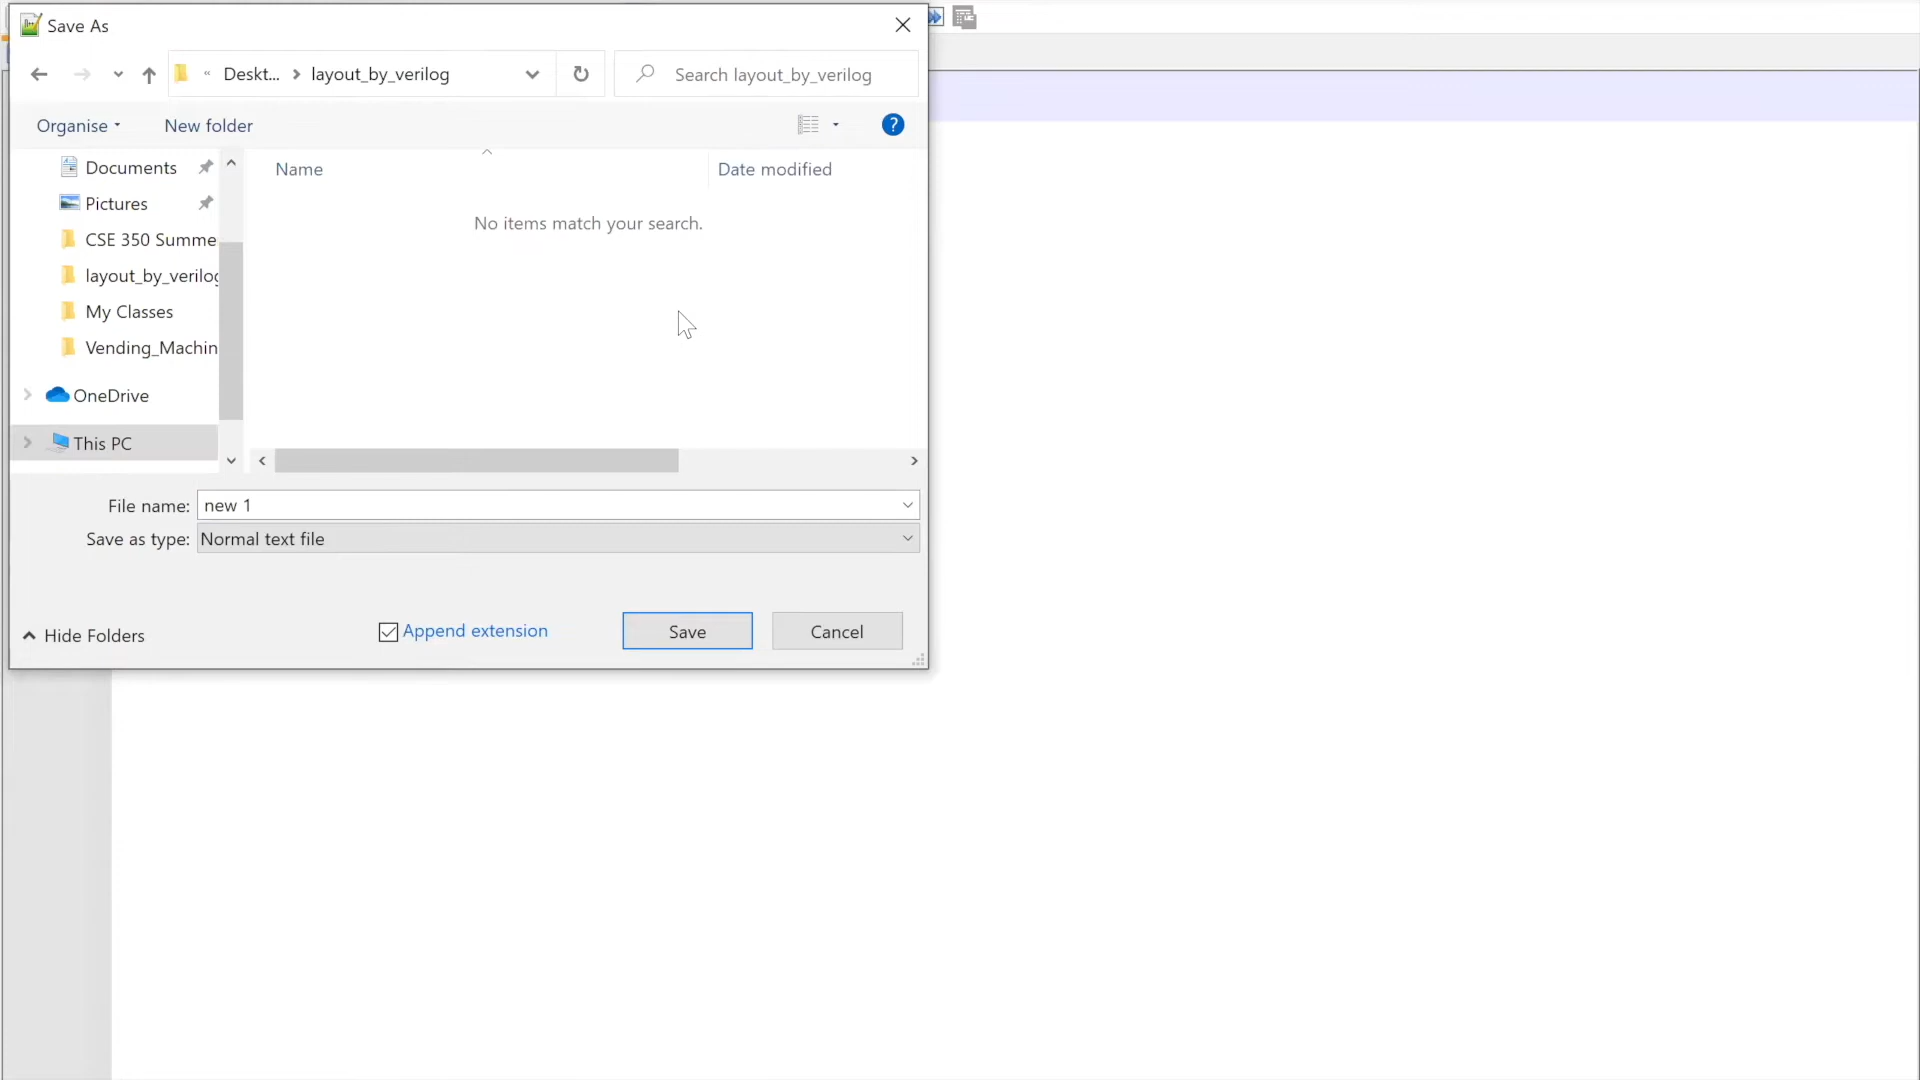 Save As
« Deskt... > layout_by_verilog
Search layout_by_verilog
Organise
New folder
?
Documents
Name
Date modified
Pictures
No items match your search.
CSE 350 Summe
layout_by_verilog
My Classes
Vending_Machin
OneDrive
This PC
File name: new 1
Save as type: Normal text file
Hide Folders
Append extension
Save
Cancel